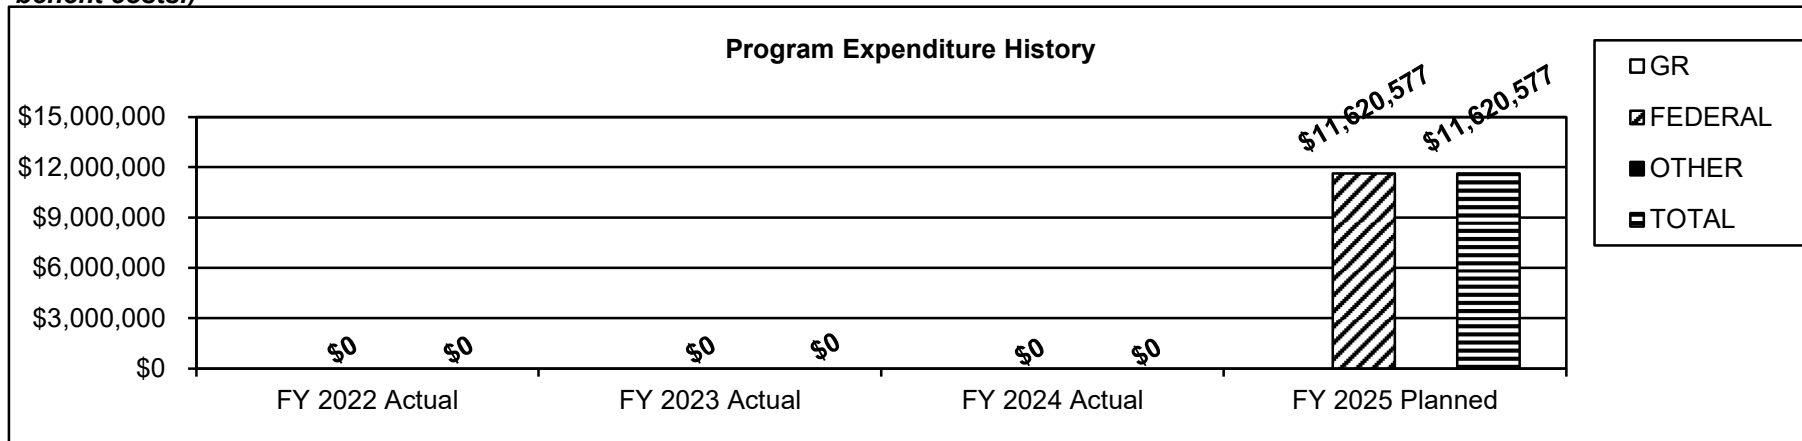 benefit costs.)
Program Expenditure History
$15,000,000
$12,000,000
$9,000,000
$6,000,000
$3,000,000
$0
$0 $0 $0 $0 $0 $0 $11,620,577 $11,620,577
FY 2022 Actual FY 2023 Actual FY 2024 Actual FY 2025 Planned
GR
FEDERAL
OTHER
TOTAL